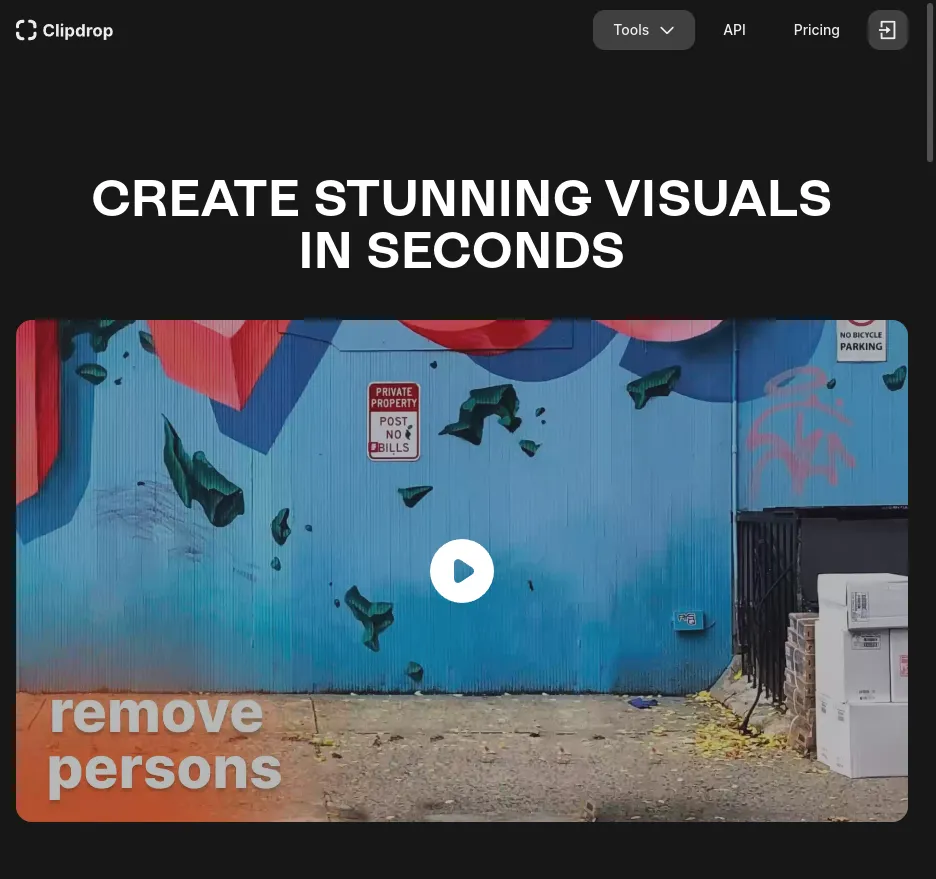 Clipdrop
Tools
API
Pricing
CREATE STUNNING VISUALS
IN SECONDS
NO BICYCLE
PARKING
PRIVATE
PROPERTY
POST
NO
BILLS
remove
persons